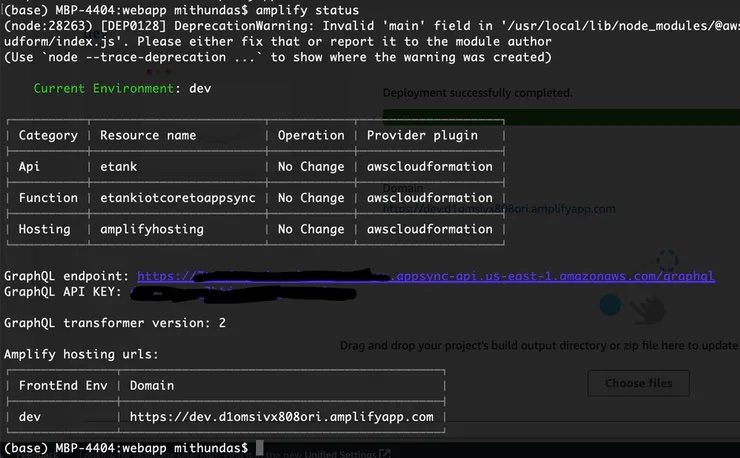 (base) MBP-4404:webapp mithundas$ amplify status
(node:28263) [DEP0128] DeprecationWarning: Invalid 'main' field in '/usr/local/lib/node_modules/@aws
udform/index.js'. Please either fix that or report it to the module author
(Use `node --trace-deprecation ...` to show where the warning was created)
Current Environment: dev
Deployment successfully completed.
| Category | Resource name | Operation | Provider plugin |
| Api | etank | No Change | awscloudformation |
| Function | etankiotcoretoappsync | No Change | awscloudformation |
Domain
https://dev.d1omsivx808ori.amplifyapp.com
| Hosting | amplifyhosting | No Change | awscloudformation |
GraphQL endpoint: https:// .appsync-api.us-east-1.amazonaws.com/graphql
GraphQL API KEY:
GraphQL transformer version: 2
Drag and drop your project's build output directory or zip file here to update
Amplify hosting urls:
| FrontEnd Env | Domain |
Choose files
| dev | https://dev.d1omsivx808ori.amplifyapp.com |
(base) MBP-4404:webapp mithundas$
the new Unified Settings